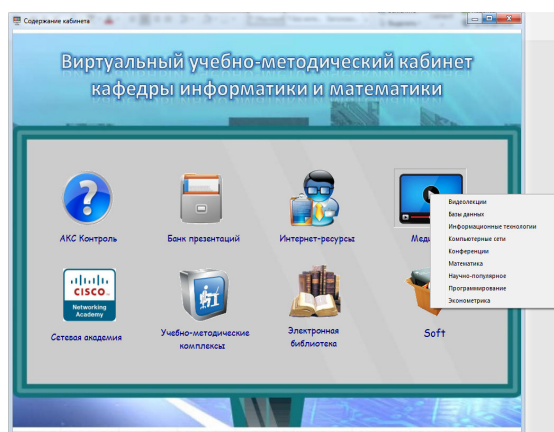 Содержание кабинета
Виртуальный учебно-методический кабинет
кафедры информатики и математики
АКС Контроль
Банк презентаций
Интернет-ресурсы
Меди
Видеолекции
Базы данных
Информационные технологии
Компьютерные сети
Конференции
Математика
Научно-популярное
Программирование
Эконометрика
CISCO
Networking
Academy
Сетевая академия
Учебно-методические
комплексы
Электронная
библиотека
Soft